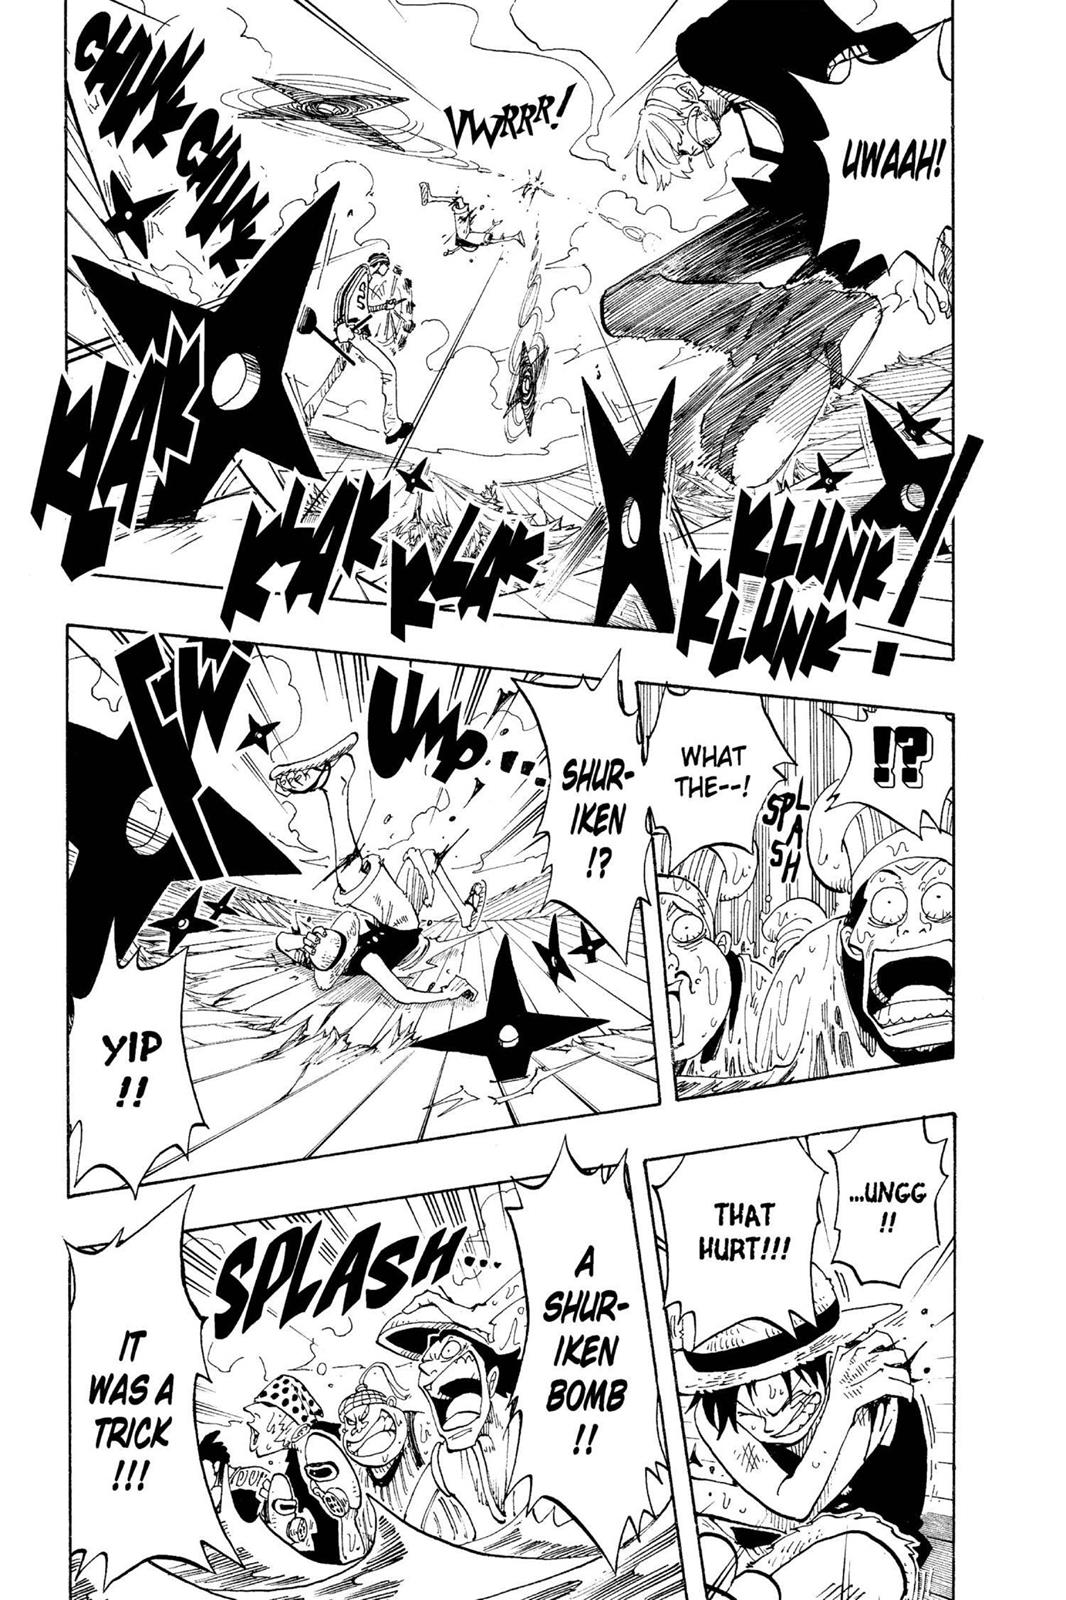 UWAAH!
VWRRR!
CHUNK
CHUNK
KLAK
KLAK
KLAK
KLUNK
KLUNK!
!?
WHAT
THE--!
SPLASH
SHUR-
IKEN
!?
UMP...
FW
YIP
!!
...UNGG
!!
THAT
HURT!!!
A
SHUR-
IKEN
BOMB
!!
SPLASH...
IT
WAS A
TRICK
!!!